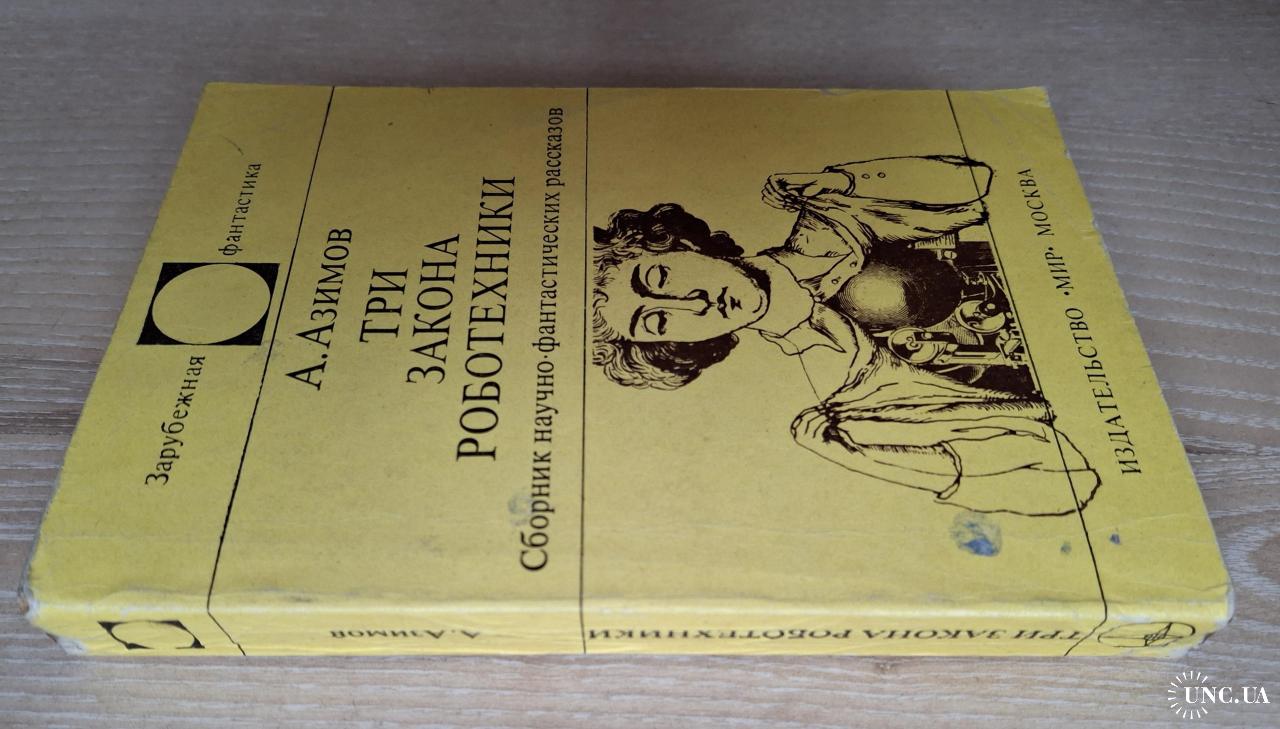 Зарубежная фантастика
А. АЗИМОВ
ТРИ
ЗАКОНА
РОБОТЕХНИКИ
Сборник научно-фантастических рассказов
ИЗДАТЕЛЬСТВО «МИР» МОСКВА
А. АЗИМОВ
ТРИ ЗАКОНА РОБОТЕХНИКИ
UNC.UA